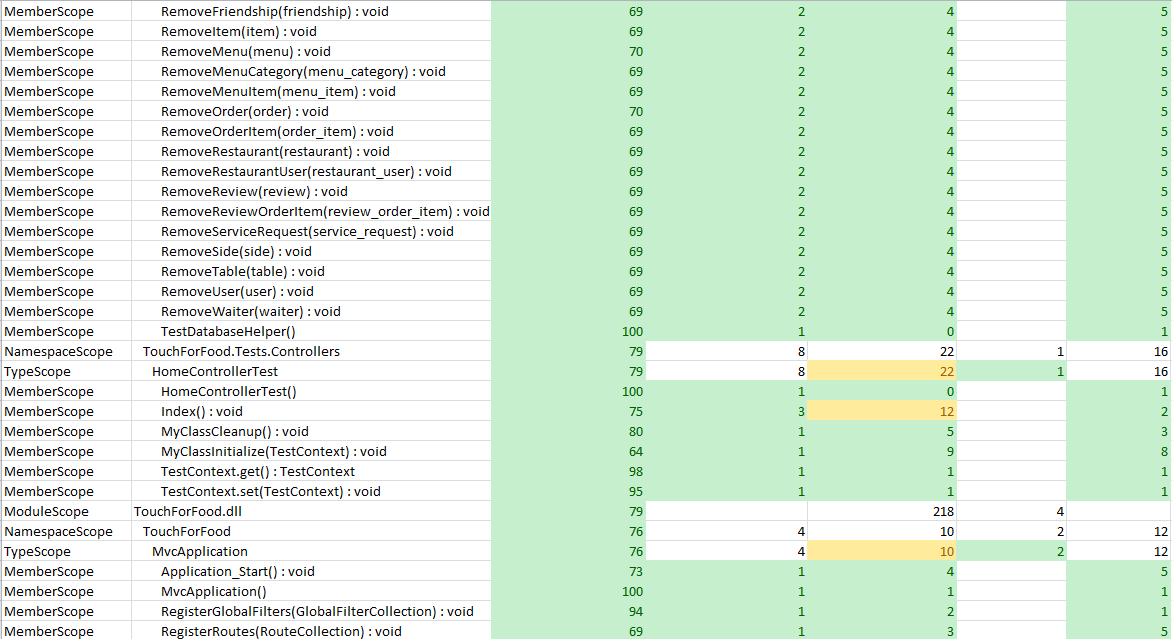 MemberScope RemoveFriendship(friendship) : void 69 2 4 5
MemberScope RemoveItem(item) : void 69 2 4 5
MemberScope RemoveMenu(menu) : void 70 2 4 5
MemberScope RemoveMenuCategory(menu_category) : void 69 2 4 5
MemberScope RemoveMenuItem(menu_item) : void 69 2 4 5
MemberScope RemoveOrder(order) : void 70 2 4 5
MemberScope RemoveOrderItem(order_item) : void 69 2 4 5
MemberScope RemoveRestaurant(restaurant) : void 69 2 4 5
MemberScope RemoveRestaurantUser(restaurant_user) : void 69 2 4 5
MemberScope RemoveReview(review) : void 69 2 4 5
MemberScope RemoveReviewOrderItem(review_order_item) : void 69 2 4 5
MemberScope RemoveServiceRequest(service_request) : void 69 2 4 5
MemberScope RemoveSide(side) : void 69 2 4 5
MemberScope RemoveTable(table) : void 69 2 4 5
MemberScope RemoveUser(user) : void 69 2 4 5
MemberScope RemoveWaiter(waiter) : void 69 2 4 5
MemberScope TestDatabaseHelper() 100 1 0 1
NamespaceScope TouchForFood.Tests.Controllers 79 8 22 1 16
TypeScope HomeControllerTest 79 8 22 1 16
MemberScope HomeControllerTest() 100 1 0 1
MemberScope Index() : void 75 3 12 2
MemberScope MyClassCleanup() : void 80 1 5 3
MemberScope MyClassInitialize(TestContext) : void 64 1 9 8
MemberScope TestContext.get() : TestContext 98 1 1 1
MemberScope TestContext.set(TestContext) : void 95 1 1 1
ModuleScope TouchForFood.dll 79 218 4
NamespaceScope TouchForFood 76 4 10 2 12
TypeScope MvcApplication 76 4 10 2 12
MemberScope Application_Start() : void 73 1 4 5
MemberScope MvcApplication() 100 1 1 1
MemberScope RegisterGlobalFilters(GlobalFilterCollection) : void 94 1 2 1
MemberScope RegisterRoutes(RouteCollection) : void 69 1 3 5